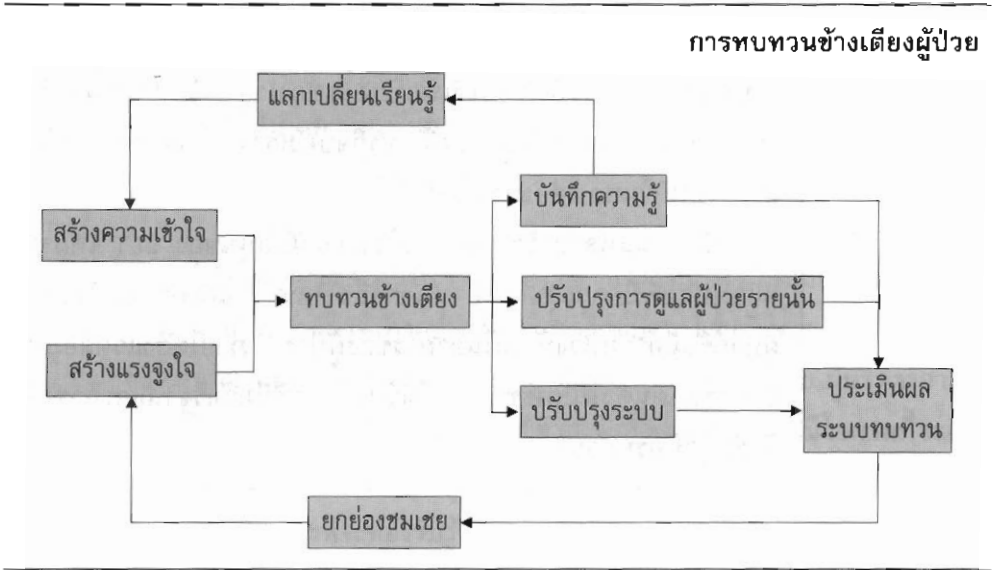 การทบทวนข้างเตียงผู้ป่วย
แลกเปลี่ยนเรียนรู้
บันทึกความรู้
สร้างความเข้าใจ
ทบทวนข้างเตียง
ปรับปรุงการดูแลผู้ป่วยรายนั้น
สร้างแรงจูงใจ
ประเมินผล
ระบบทบทวน
ปรับปรุงระบบ
ยกย่องชมเชย